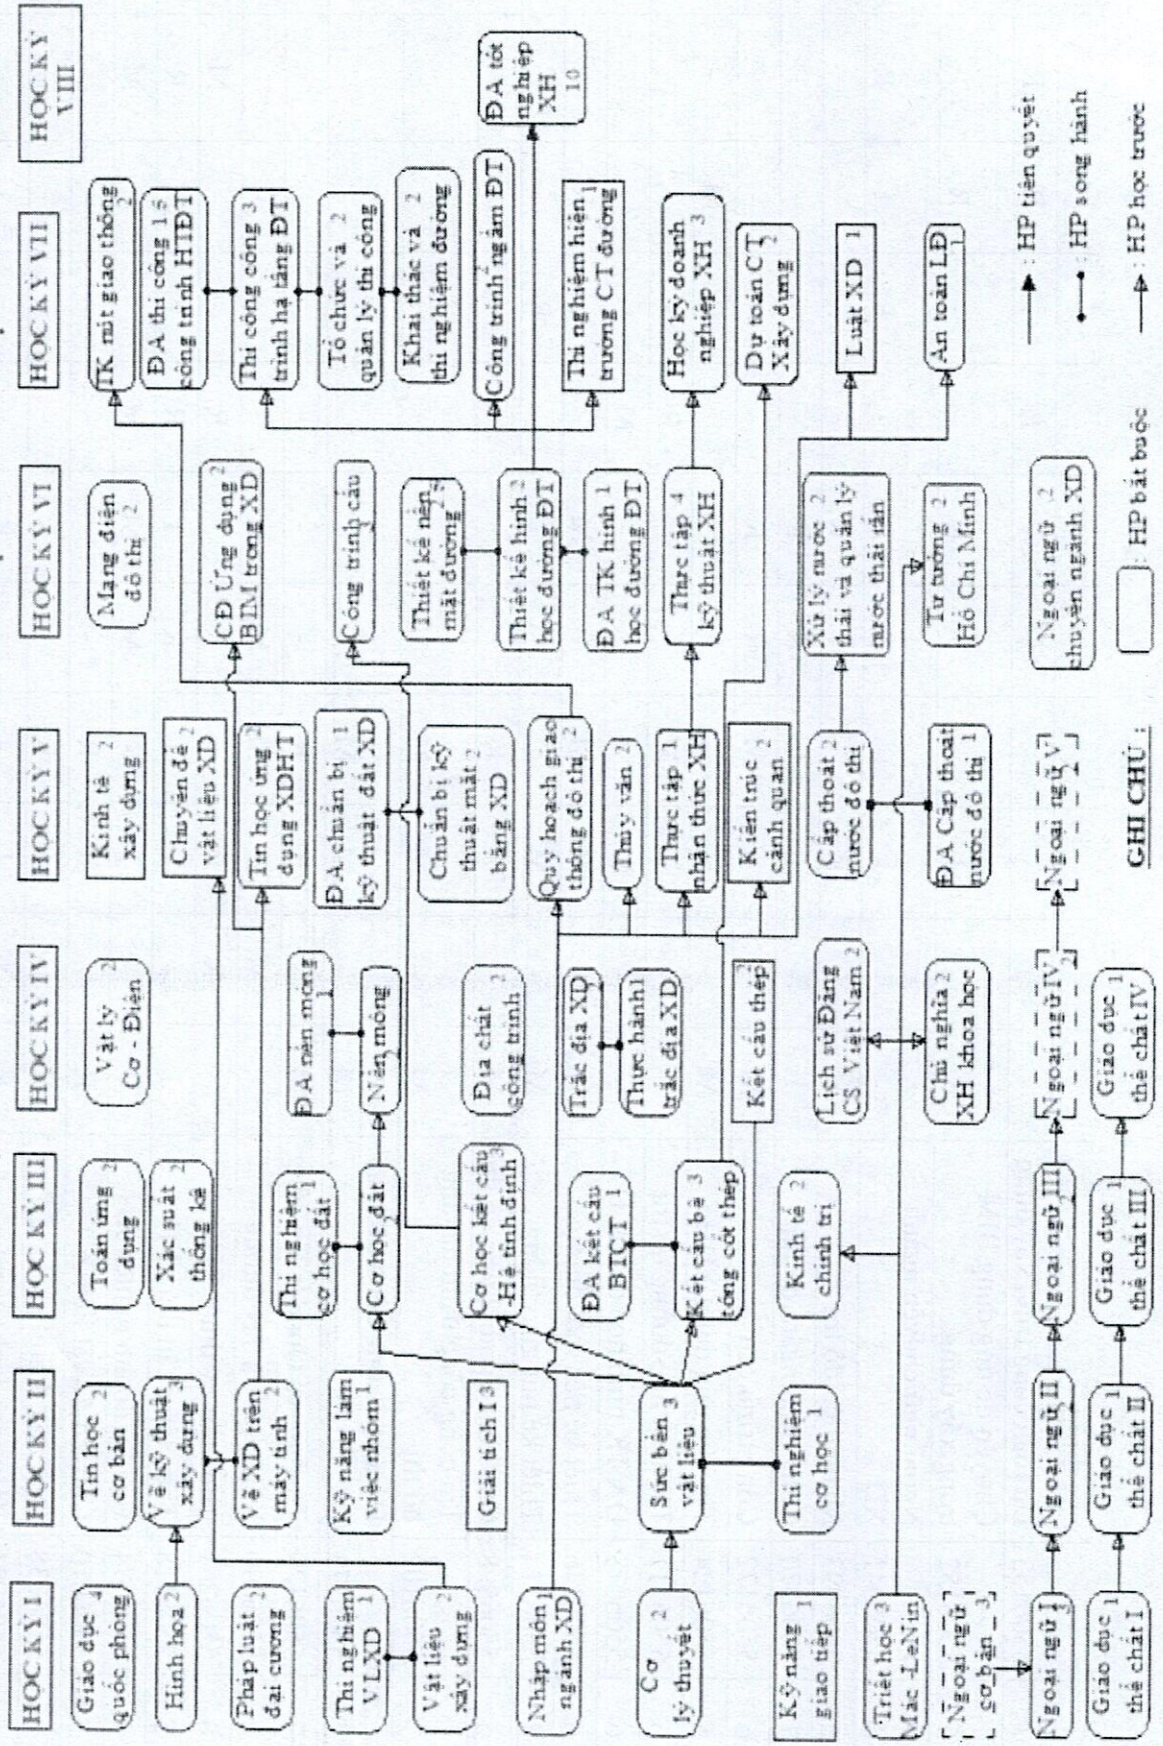 HỌC KỲ I
Giáo dục 4
quốc phòng
Hình họa 2
Pháp luật 2
đại cương
Thí nghiệm
VLXD 1
Vật liệu 2
xây dựng
Nhập môn 1
ngành XD
Cơ 2
lý thuyết
Kỹ năng 1
giao tiếp
Triết học 3
Mác -LeNin
Ngoại ngữ
cơ bản 3
Ngoại ngữ I
Giáo dục 1
thể chất I
HỌC KỲ II
Tin học 2
cơ bản
Vẽ kỹ thuật
xây dựng 3
Vẽ XD trên
máy tính 2
Kỹ năng làm
việc nhóm 1
Giải tích I 3
Sức bền
vật liệu 3
Thí nghiệm
cơ học 1
Ngoại ngữ II
Giáo dục 1
thể chất II
HỌC KỲ III
Toán ứng 2
dụng
Xác suất 2
thống kê
Thí nghiệm
cơ học đất 1
Cơ học đất
2
Cơ học kết cấu
-Hệ tĩnh định 3
ĐA kết cấu
BTCT 1
Kết cấu bê 3
tông cốt thép
Kinh tế 2
chính trị
Ngoại ngữ III
Giáo dục 1
thể chất III
HỌC KỲ IV
Vật lý 2
Cơ - Điện
ĐA nền móng
1
Nền móng
2
Địa chất 2
công trình
Trắc địa XD
2
Thực hành 1
trắc địa XD
Kết cấu thép 2
Lịch sử Đảng
CS Việt Nam 2
Chủ nghĩa 2
XH khoa học
Ngoại ngữ IV
2
Giáo dục 1
thể chất IV
HỌC KỲ V
Kinh tế 2
xây dựng
Chuyên đề 2
vật liệu XD
Tin học ứng 2
dụng XDHT
ĐA chuẩn bị 1
kỹ thuật đất XD
Chuẩn bị kỹ
thuật mặt 2
bằng XD
Quy hoạch giao
thông đô thị 2
Thủy văn 2
Thực tập 1
nhận thức XH
Kiến trúc 2
cảnh quan
Cấp thoát 2
nước đô thị
ĐA Cấp thoát
nước đô thị 1
Ngoại ngữ V
2
HỌC KỲ VI
Mạng điện
đô thị 2
CĐ Ứng dụng 2
BIM trong XD
Công trình cầu
Thiết kế nền
mặt đường
Thiết kế hình 2
học đường ĐT
ĐA TK hình 1
học đường ĐT
Thực tập 4
kỹ thuật XH
Xử lý nước 2
thải và quản lý
nước thải rắn
Tư tưởng 2
Hồ Chí Minh
Ngoại ngữ 2
chuyên ngành XD
HỌC KỲ VII
TK nút giao thông
2
ĐA thi công 1
công trình HTĐT
Thi công công 3
trình hạ tầng ĐT
Tổ chức và 2
quản lý thi công
Khai thác và 2
thí nghiệm đường
Công trình ngầm ĐT
Thí nghiệm hiện 1
trường CT đường
Học kỳ doanh
nghiệp XH 3
Dự toán CT
Xây dựng 2
Luật XD 1
An toàn LĐ
1
HỌC KỲ
VIII
ĐA tốt
nghiệp
XH
10
GHI CHÚ :
: HP bắt buộc
: HP tiên quyết
: HP song hành
: HP học trước